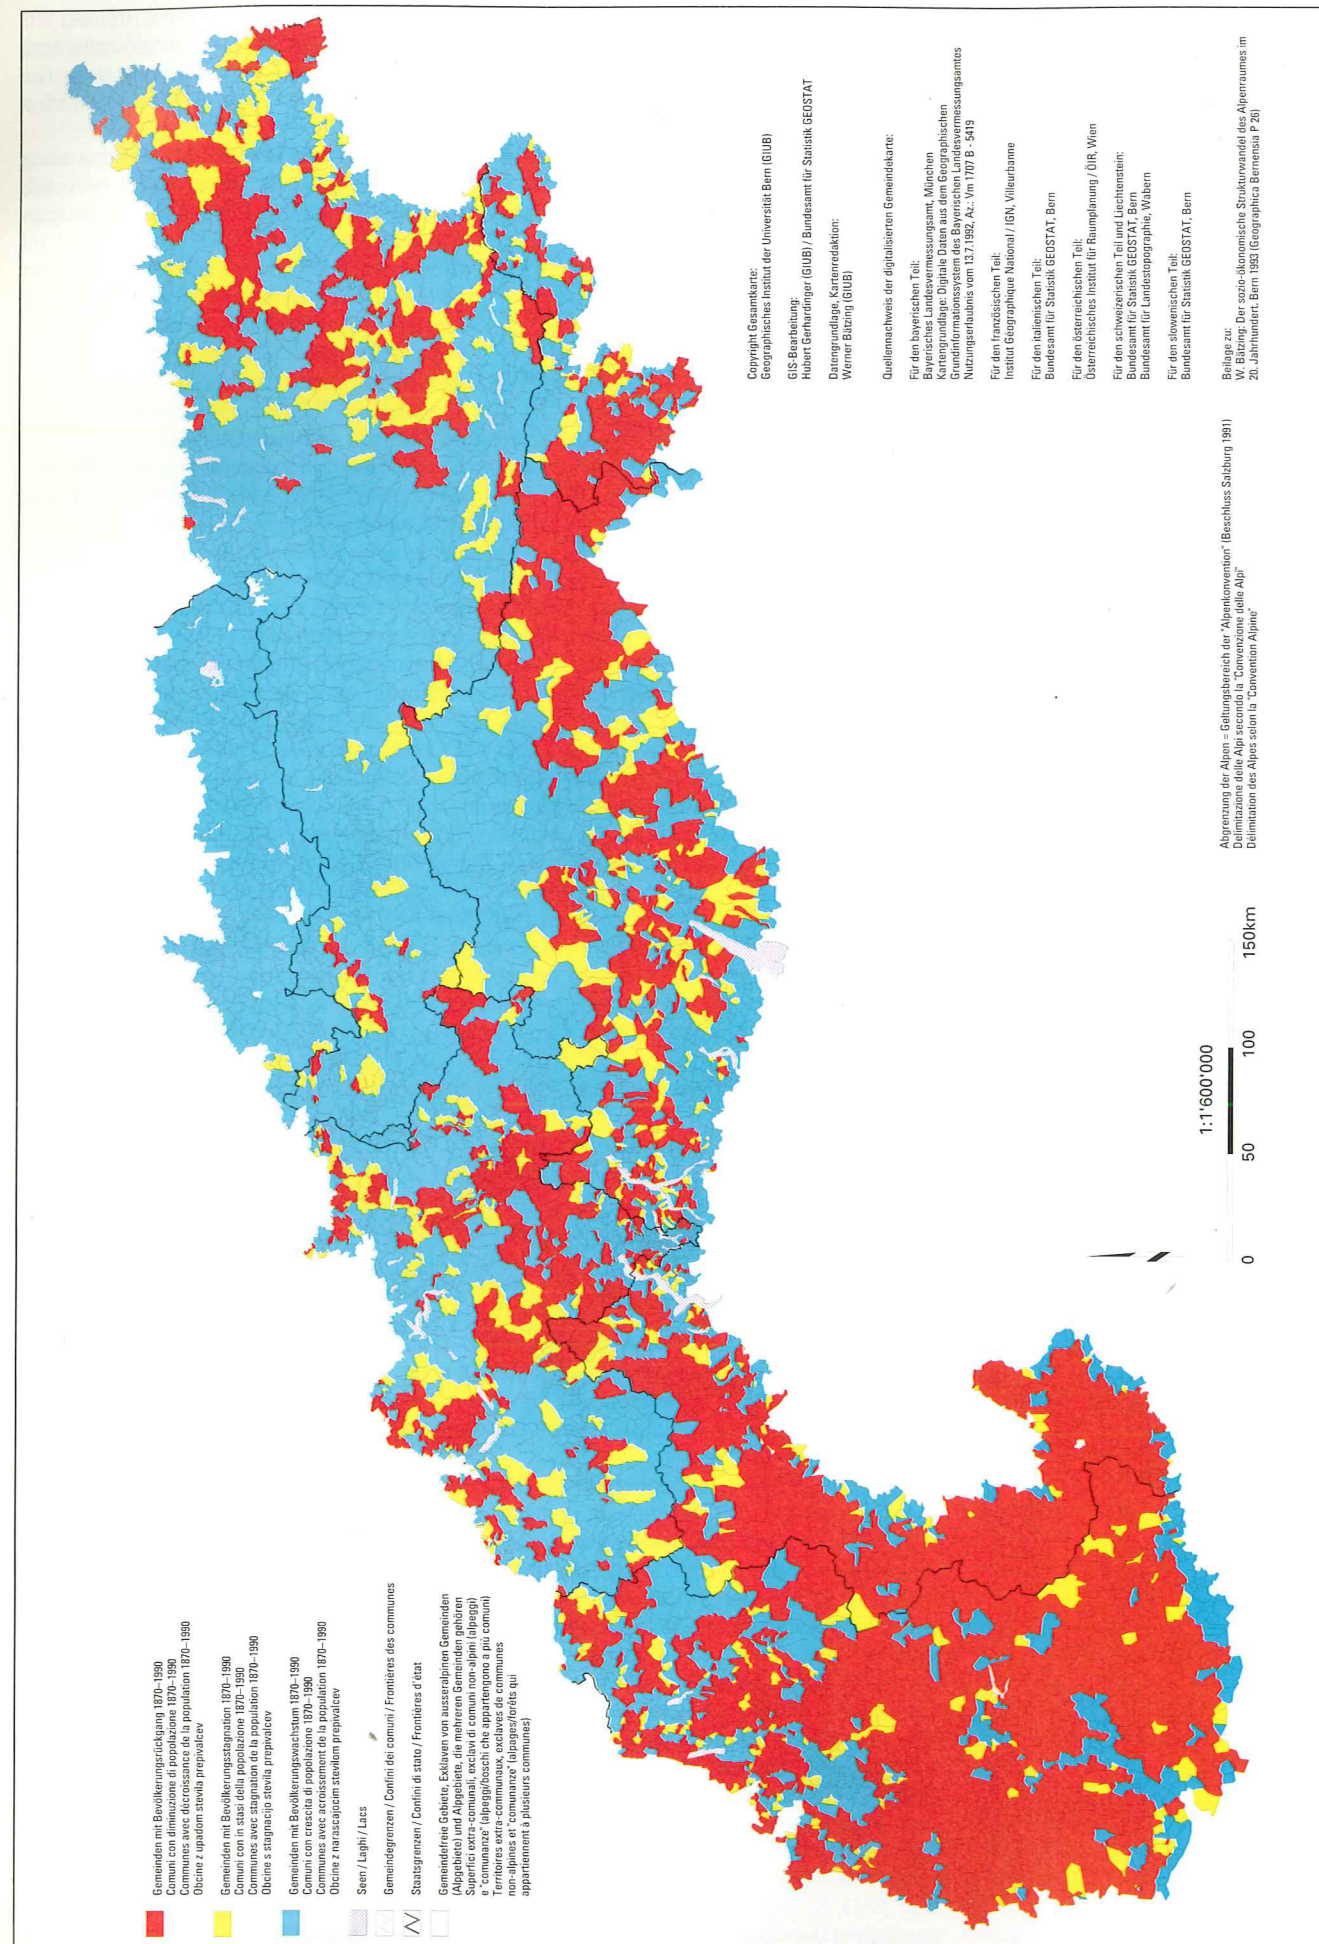 Gemeinden mit Bevölkerungsrückgang 1870–1990
Comuni con diminuzione di popolazione 1870–1990
Communes avec décroissance de la population 1870–1990
Obcine z upadom stevala prepivalcev
Gemeinden mit Bevölkerungsstagnation 1870–1990
Comuni con in stasi della popolazione 1870–1990
Communes avec stagnation de la population 1870–1990
Obcine s stagnacijo stevilla prepivalcev
Gemeinden mit Bevölkerungswachstum 1870–1990
Comuni con crescita di popolazione 1870–1990
Communes avec acroissement de la population 1870–1990
Obcine z narascajocim stevilom prepivalcev
Seen / Laghi / Lacs
Gemeindegrenzen / Confini dei comuni / Frontières des communes
Staatsgrenzen / Confini di stato / Frontières d'état
Gemeindefreie Gebiete, Exklaven von ausseralpinen Gemeinden
(Alpgebiete) und Alpgebiete, die mehreren Gemeinden gehören
Superfici extra-comunali, exclavi di comuni non-alpini (alpeggi)
e "comunanze" (alpeggi/boschi che appartengono a più comuni)
Territoires extra-communaux, exclaves de communes
non-alpines et "comunanze" (alpages/forêts qui
appartiennent à plusieurs communes)
1:1'600'000
0 50 100 150km
Abgrenzung der Alpen = Geltungsbereich der "Alpenkonvention" (Beschluss Salzburg 1991)
Delimitazione delle Alpi secondo la "Convenzione delle Alpi"
Délimitation des Alpes selon la "Convention Alpine"
Copyright Gesamtkarte:
Geographisches Institut der Universität Bern (GIUB)
GIS-Bearbeitung:
Hubert Gerhardinger (GIUB) / Bundesamt für Statistik GEOSTAT
Datengrundlage, Kartenredaktion:
Werner Bätzing (GIUB)
Quellennachweis der digitalisierten Gemeindekarte:
Für den bayerischen Teil:
Bayerisches Landesvermessungsamt, München
Kartengrundlage: Digitale Daten aus dem Geographischen
Grundinformationssystem des Bayerischen Landesvermessungsamtes
Nutzungserlaubnis vom 13.7.1992, Az.: Vm 1707 B - 5419
Für den französischen Teil:
Institut Géographique National / IGN, Villeurbanne
Für den italienischen Teil:
Bundesamt für Statistik GEOSTAT, Bern
Für den österreichischen Teil:
Österreichisches Institut für Raumplanung / ÖIR, Wien
Für den schweizerischen Teil und Liechtenstein:
Bundesamt für Statistik GEOSTAT, Bern
Bundesamt für Landestopographie, Wabern
Für den slowenischen Teil:
Bundesamt für Statistik GEOSTAT, Bern
Beilage zu:
W. Bätzing: Der sozio-ökonomische Strukturwandel des Alpenraumes im
20. Jahrhundert. Bern 1993 (Geographica Bernensia P 26)